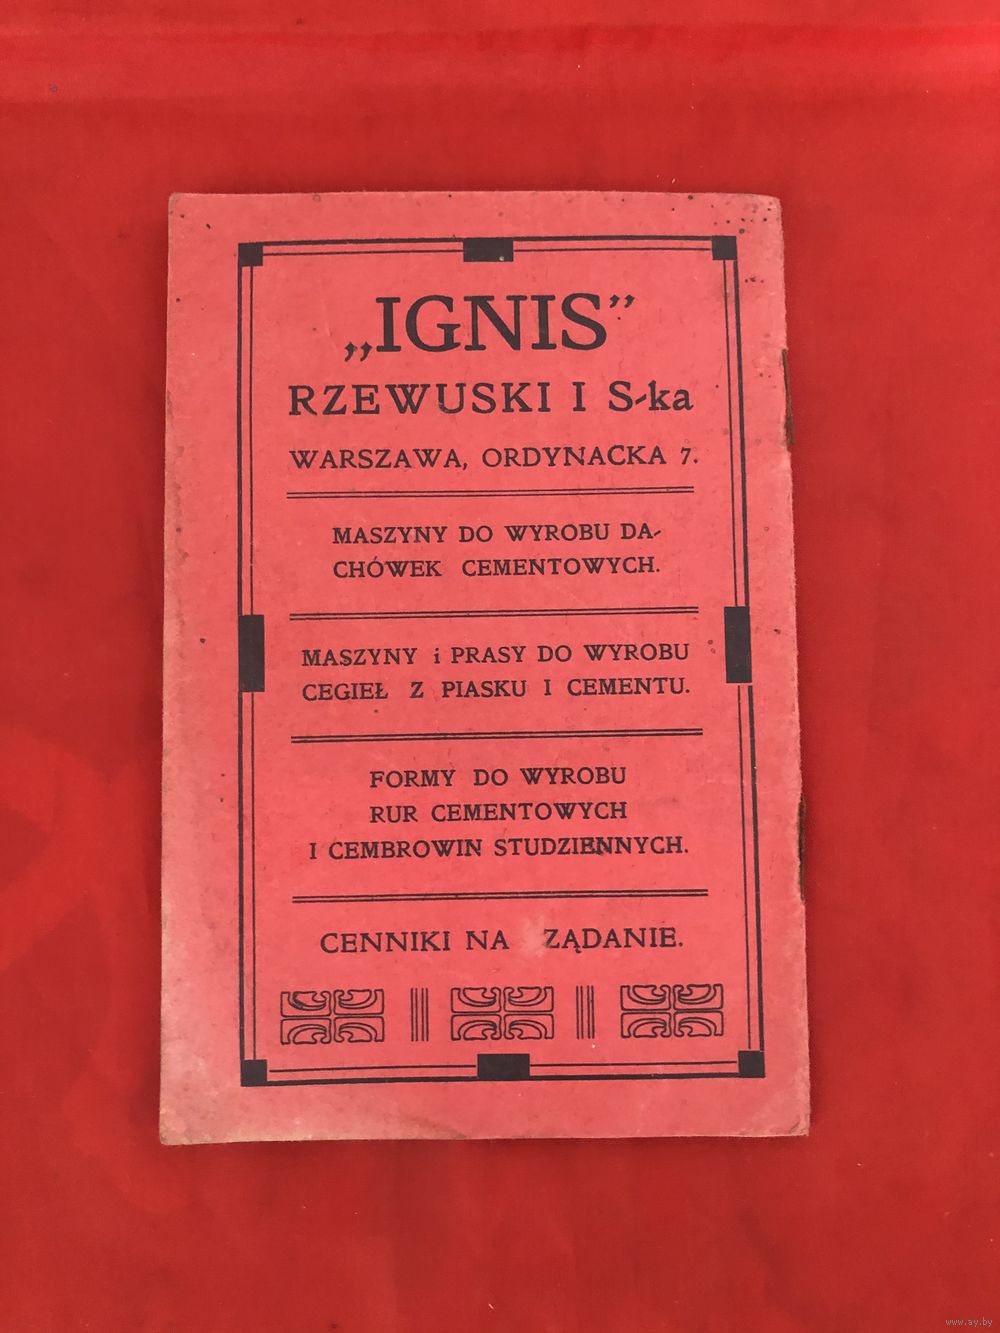 „IGNIS”
RZEWUSKI I S-ka
WARSZAWA, ORDYNACKA 7.
MASZYNY DO WYROBU DA-
CHÓWEK CEMENTOWYCH.
MASZYNY i PRASY DO WYROBU
CEGIEŁ Z PIASKU I CEMENTU.
FORMY DO WYROBU
RUR CEMENTOWYCH
I CEMBROWIN STUDZIENNYCH.
CENNIKI NA ZĄDANIE.
www.ay.by